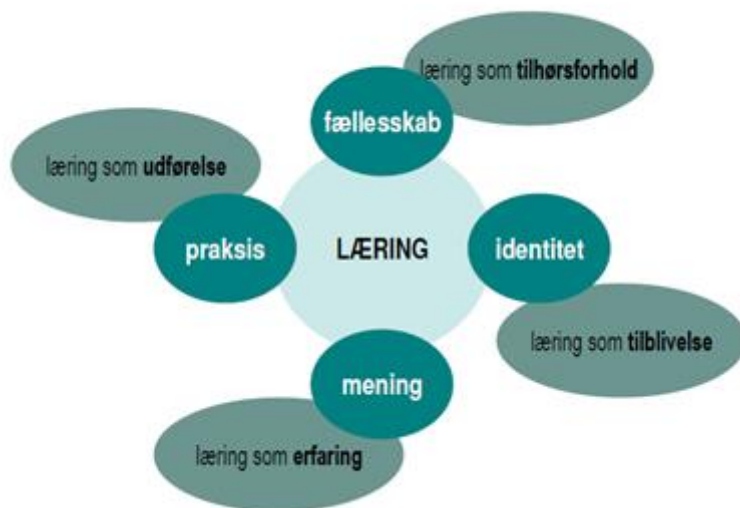 læring som tilhørsforhold
fællesskab
læring som udførelse
praksis
LÆRING
identitet
læring som tilblivelse
mening
læring som erfaring